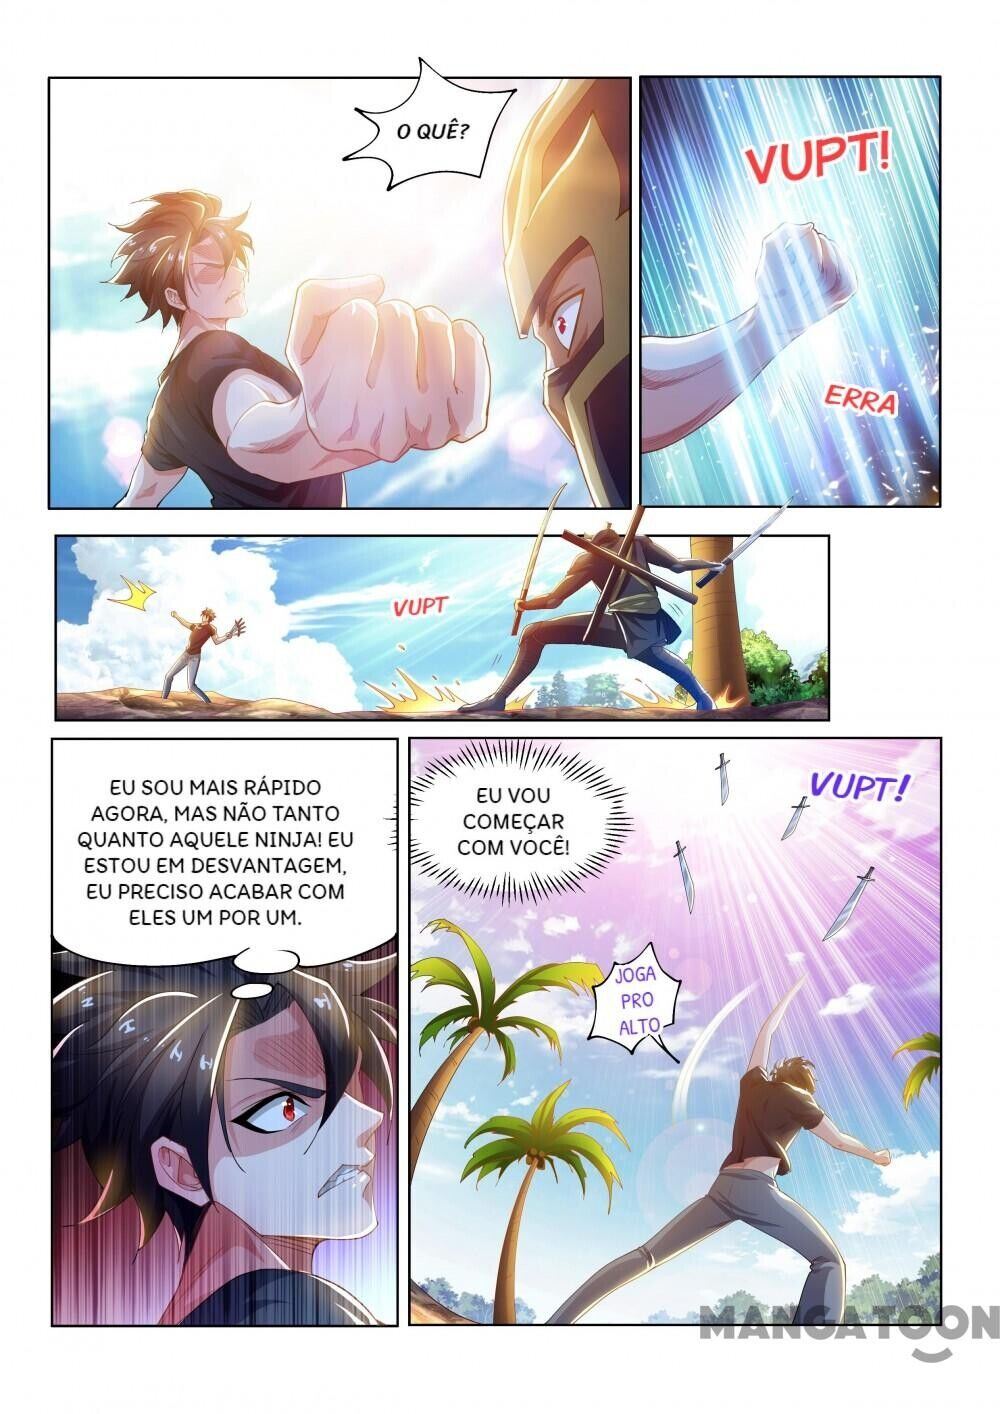 O QUÊ?
VUPT!
ERRA
VUPT
EU SOU MAIS RÁPIDO
AGORA, MAS NÃO TANTO
QUANTO AQUELE NINJA! EU
ESTOU EM DESVANTAGEM,
EU PRECISO ACABAR COM
ELES UM POR UM.
EU VOU
COMEÇAR
COM VOCÊ!
VUPT!
JOGA
PRO
ALTO
MANGATOON